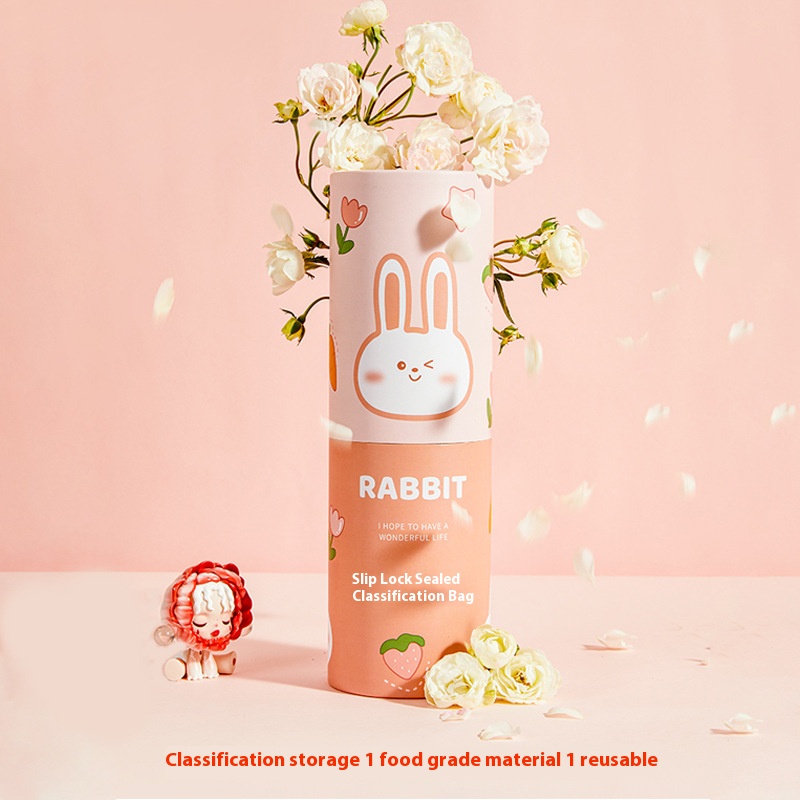 RABBIT
I HOPE TO HAVE A
WONDERFUL LIFE
Slip Lock Sealed
Classification Bag
Classification storage 1 food grade material 1 reusable